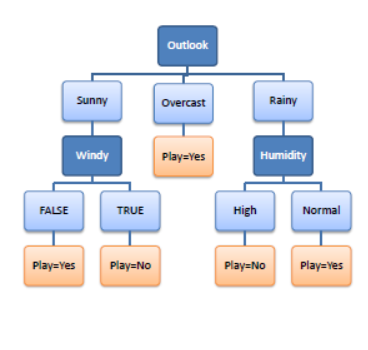 Outlook
Sunny
Overcast
Rainy
Windy
Play=Yes
Humidity
FALSE
TRUE
High
Normal
Play=Yes
Play=No
Play=No
Play=Yes